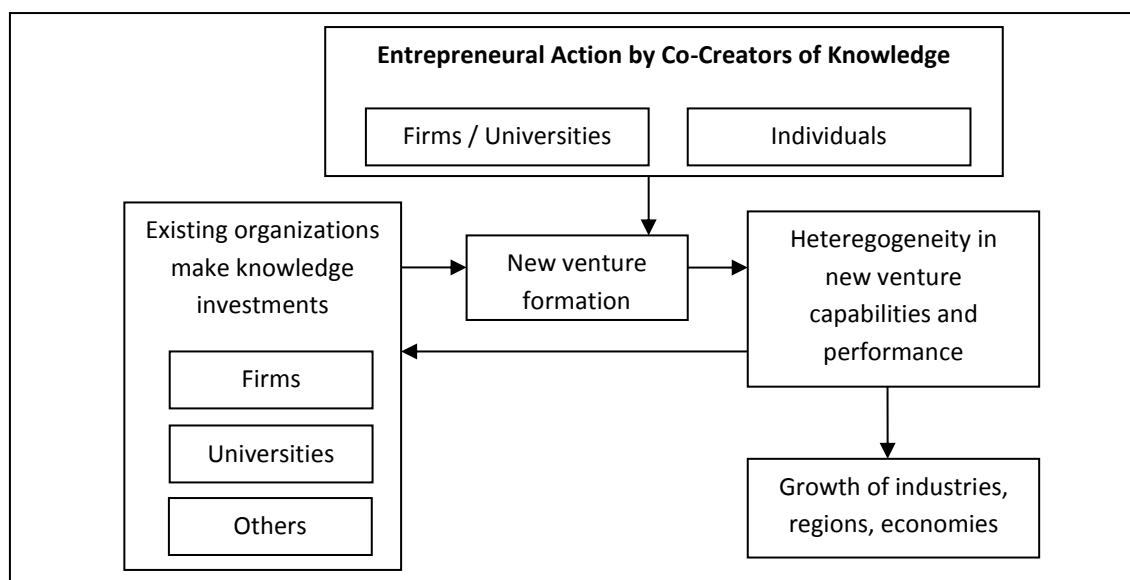 Entrepreneural Action by Co-Creators of Knowledge
Firms / Universities
Individuals
Existing organizations
make knowledge
investments
Firms
Universities
Others
New venture
formation
Heteregogeneity in
new venture
capabilities and
performance
Growth of industries,
regions, economies